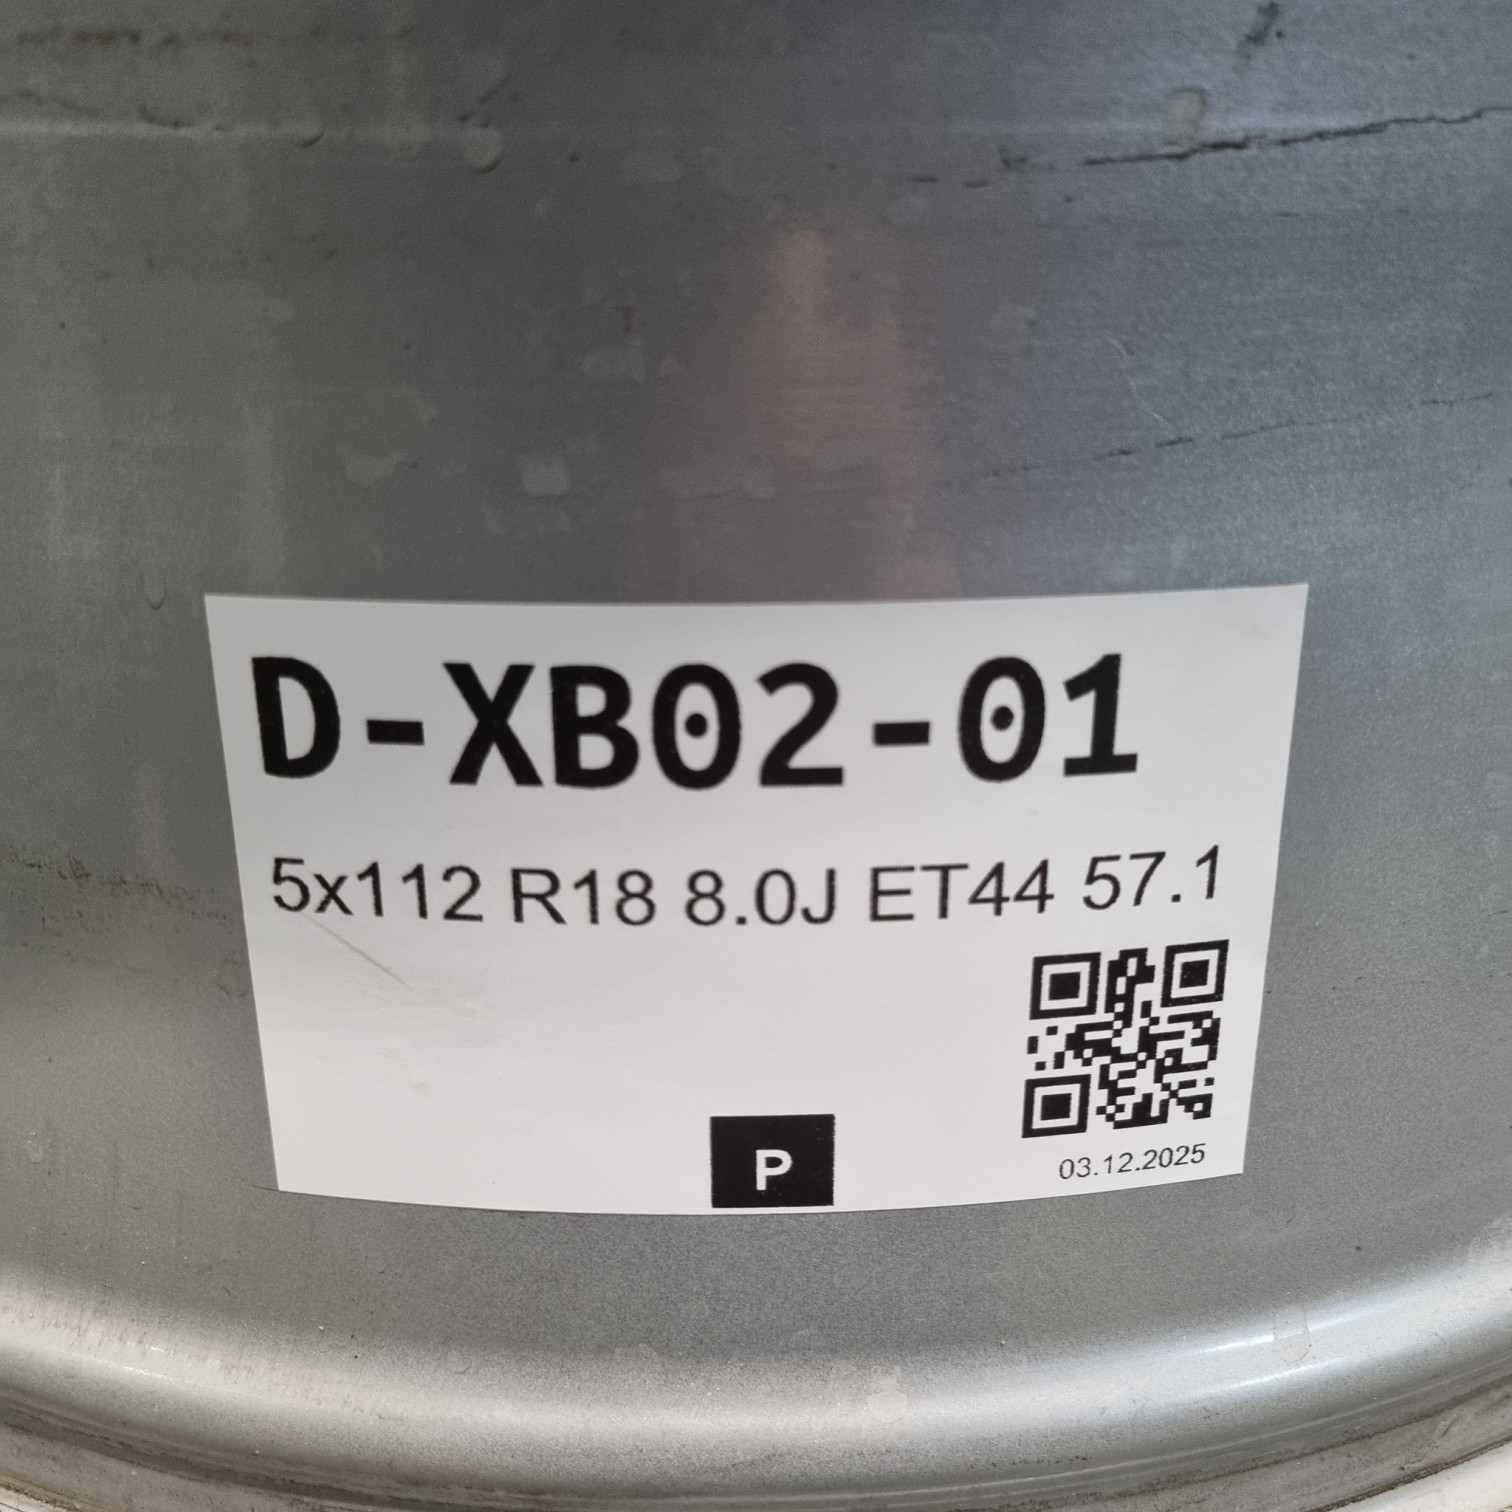 D-XB02-01
5x112 R18 8.0J ET44 57.1
P
03.12.2025